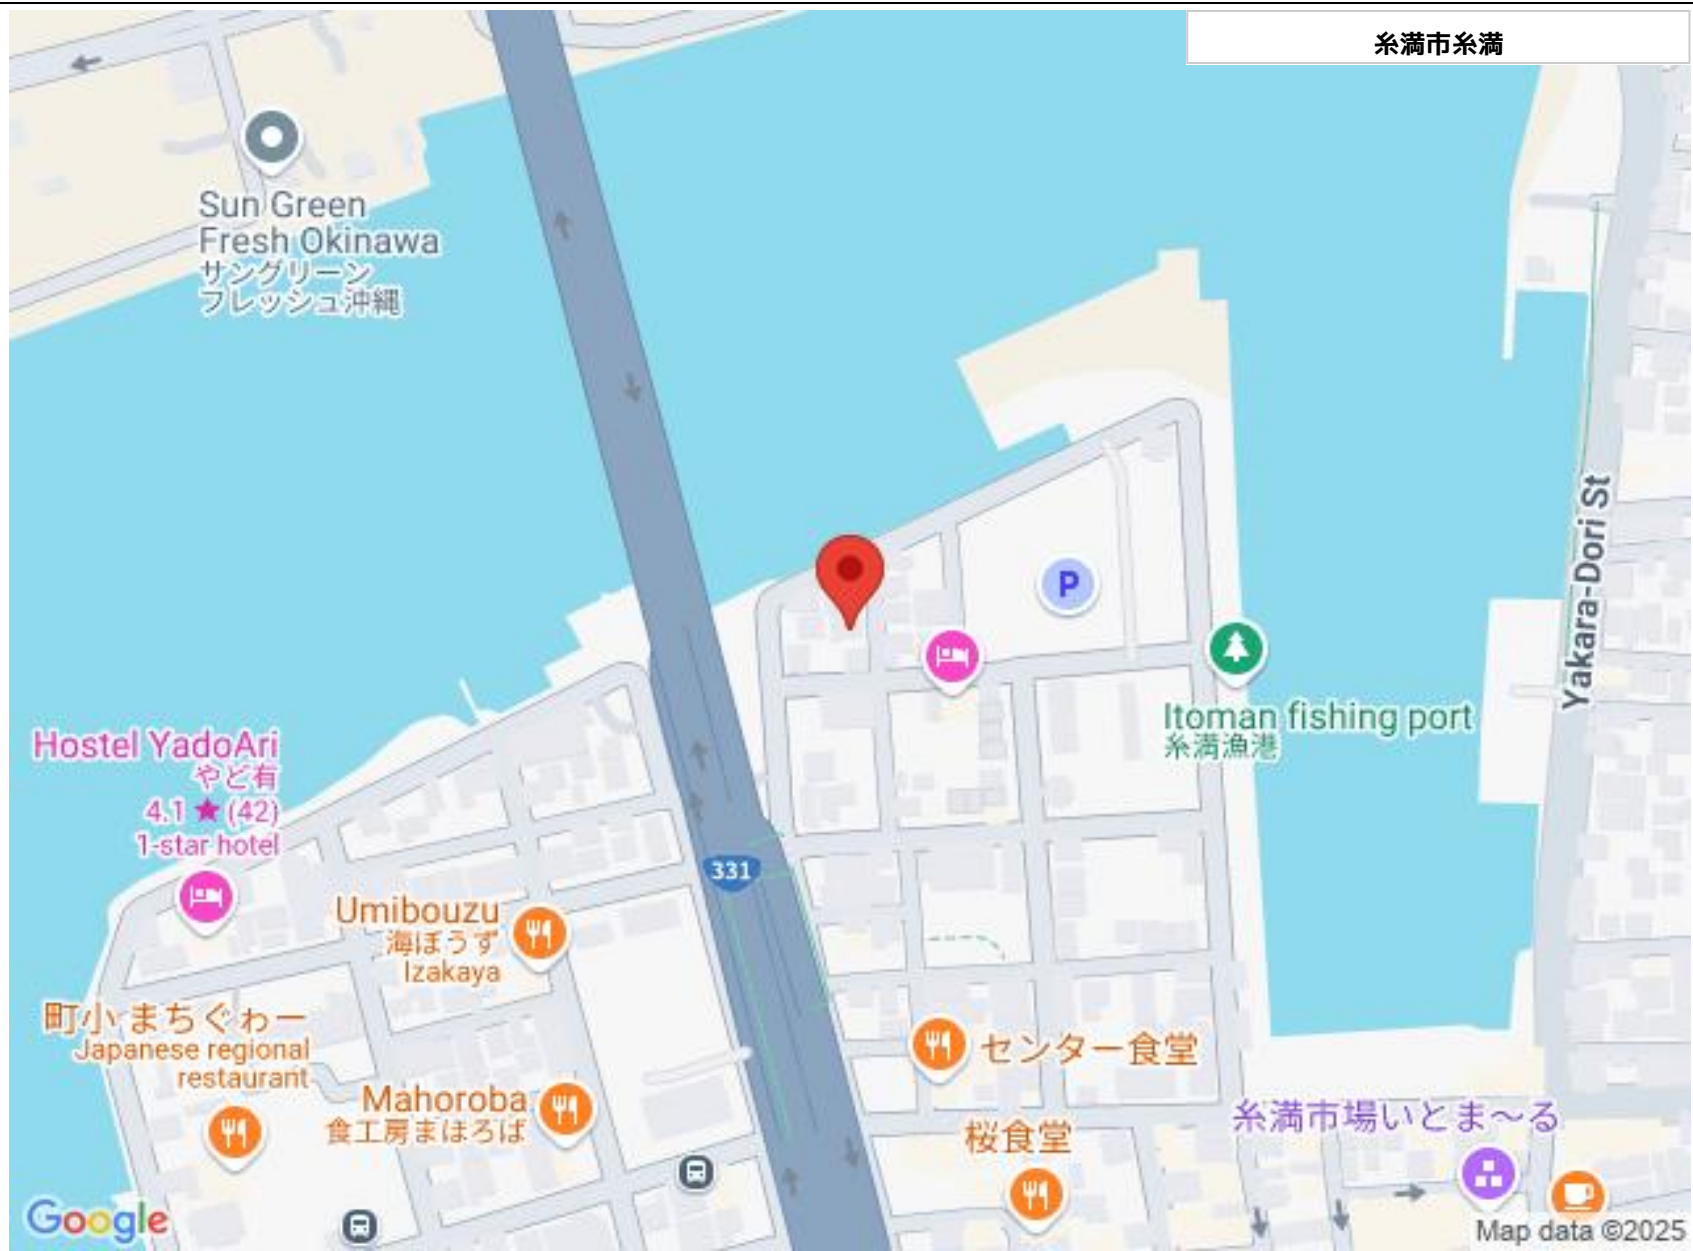 糸満市糸満
Sun Green
Fresh Okinawa
サングリーン
フレッシュ沖縄
Yakara-Dori St
P
Itoman fishing port
糸満漁港
Hostel YadoAri
やど有
4.1 ★ (42)
1-star hotel
331
Umibouzu
海ぼうず
Izakaya
町小 まちぐゎー
Japanese regional
restaurant
センター食堂
Mahoroba
食工房まほろば
桜食堂
糸満市場いとま～る
Google
Map data ©2025